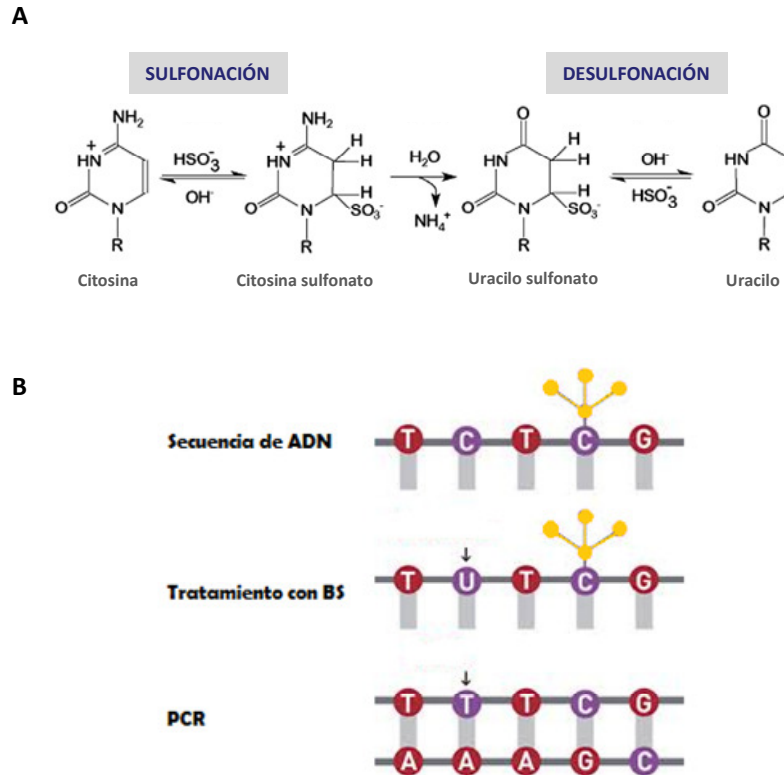 A
SULFONACIÓN DESULFONACIÓN
NH₂ NH₂ O O
HN⁺ HSO₃⁻ OH⁻ HN⁺ H H H SO₃⁻ H₂O NH₄⁺ HN H H H SO₃⁻ OH⁻ HSO₃⁻ HN
O N O N O N O N
R R R R
Citosina Citosina sulfonato Uracilo sulfonato Uracilo
B
Secuencia de ADN T C T C G
Tratamiento con BS T U T C G
PCR T T T C G
A A A G C